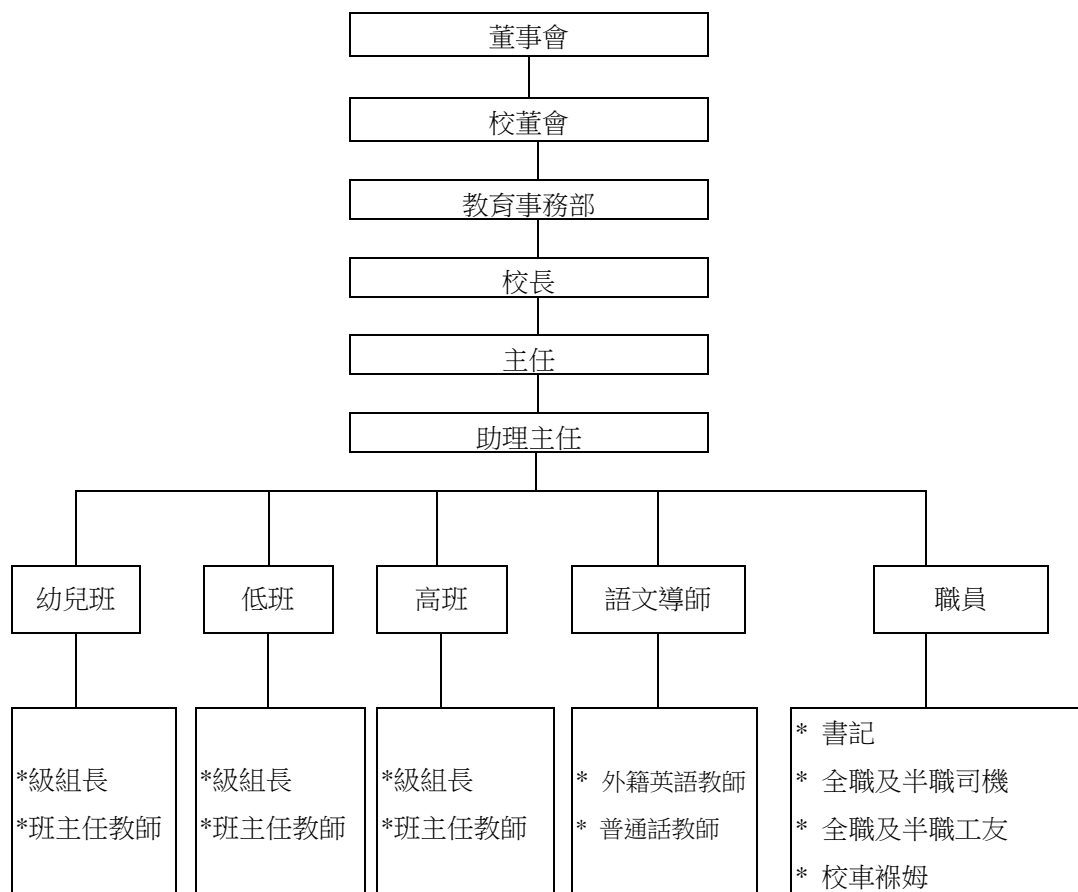 董事會
校董會
教育事務部
校長
主任
助理主任
幼兒班
低班
高班
語文導師
職員
*級組長
*班主任教師
*級組長
*班主任教師
*級組長
*班主任教師
* 外籍英語教師
* 普通話教師
* 書記
* 全職及半職司機
* 全職及半職工友
* 校車褓姆